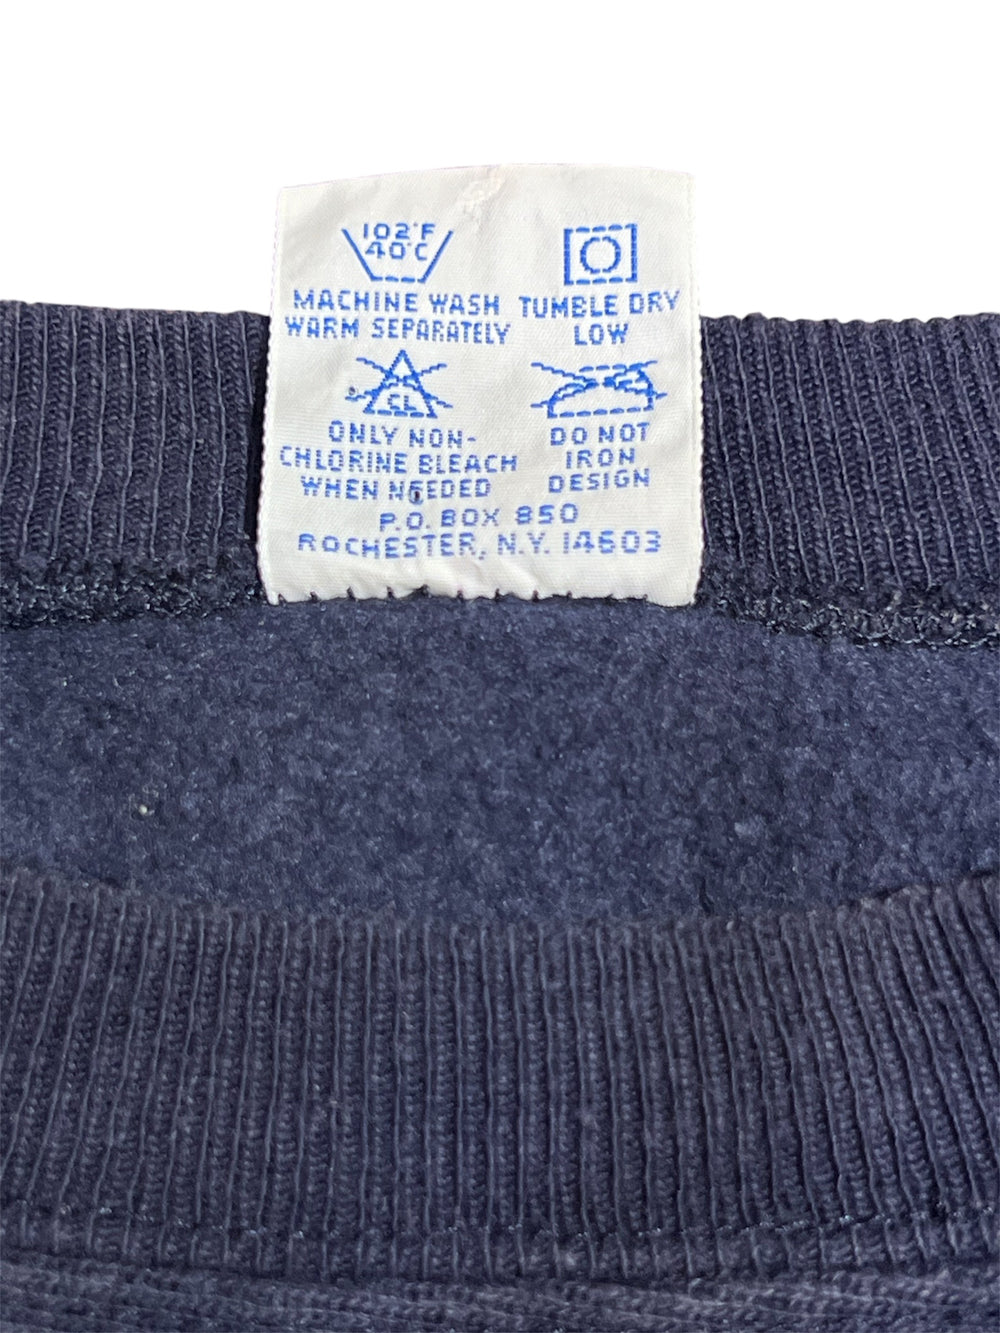 102°F
40°C
MACHINE WASH
WARM SEPARATELY
TUMBLE DRY
LOW
CL
ONLY NON-
CHLORINE BLEACH
WHEN NEEDED
DO NOT
IRON
DESIGN
P.O. BOX 850
ROCHESTER, N.Y. 14603